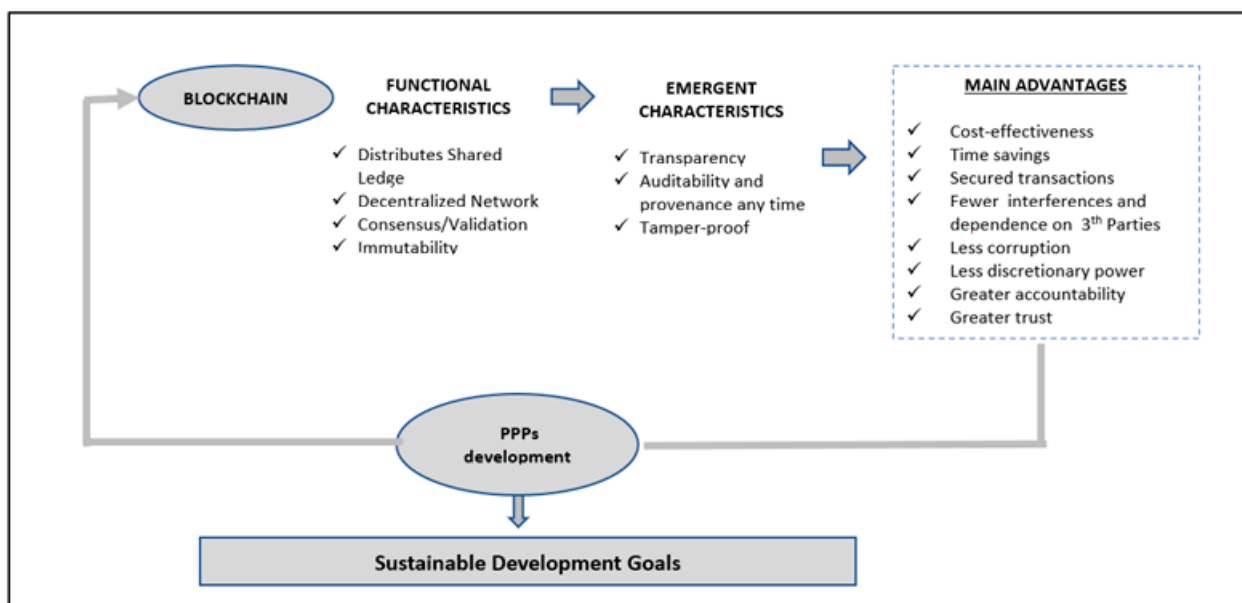 BLOCKCHAIN
FUNCTIONAL
CHARACTERISTICS
✓ Distributes Shared
Ledge
✓ Decentralized Network
✓ Consensus/Validation
✓ Immutability
EMERGENT
CHARACTERISTICS
✓ Transparency
✓ Auditability and
provenance any time
✓ Tamper-proof
MAIN ADVANTAGES
✓ Cost-effectiveness
✓ Time savings
✓ Secured transactions
✓ Fewer interferences and
dependence on 3th Parties
✓ Less corruption
✓ Less discretionary power
✓ Greater accountability
✓ Greater trust
PPPs
development
Sustainable Development Goals